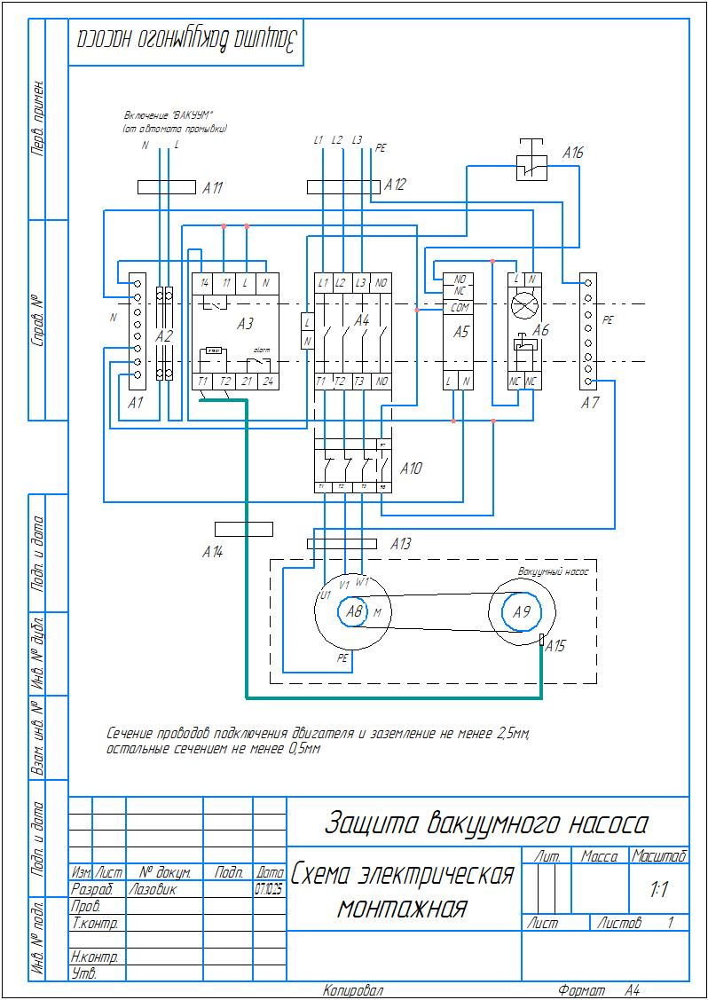 Защита вакуумного насоса
Перв. примен.
Справ. №
Подп. и дата
Инв. № дубл.
Взам. инв. №
Подп. и дата
Инв. № подл.
Включение "ВАКУУМ"
(от автомата промывки)
N L
L1 L2 L3 PE
A16
A11
A12
14 11 L N
L1 L2 L3 NO
NO
NC
COM
L N
N
A2
A3
alarm
L
N
A4
A5
A6
PE
T1 T2 21 24
T1 T2 T3 NO
L N
NC NC
A1
A7
97
A10
T1 T2 T3 98
A14
A13
Вакуумный насос
U1 V1 W1
A8 M
A9
A15
PE
Сечение проводов подключения двигателя и заземление не менее 2,5мм,
остальные сечением не менее 0,5мм
Защита вакуумного насоса
Схема электрическая
монтажная
Лит. Масса Масштаб
1:1
Лист Листов 1
Изм. Лист № докум. Подп. Дата
Разраб Лазовик 07.10.25
Пров.
Т.контр.
Н.контр.
Утв.
Копировал Формат А4